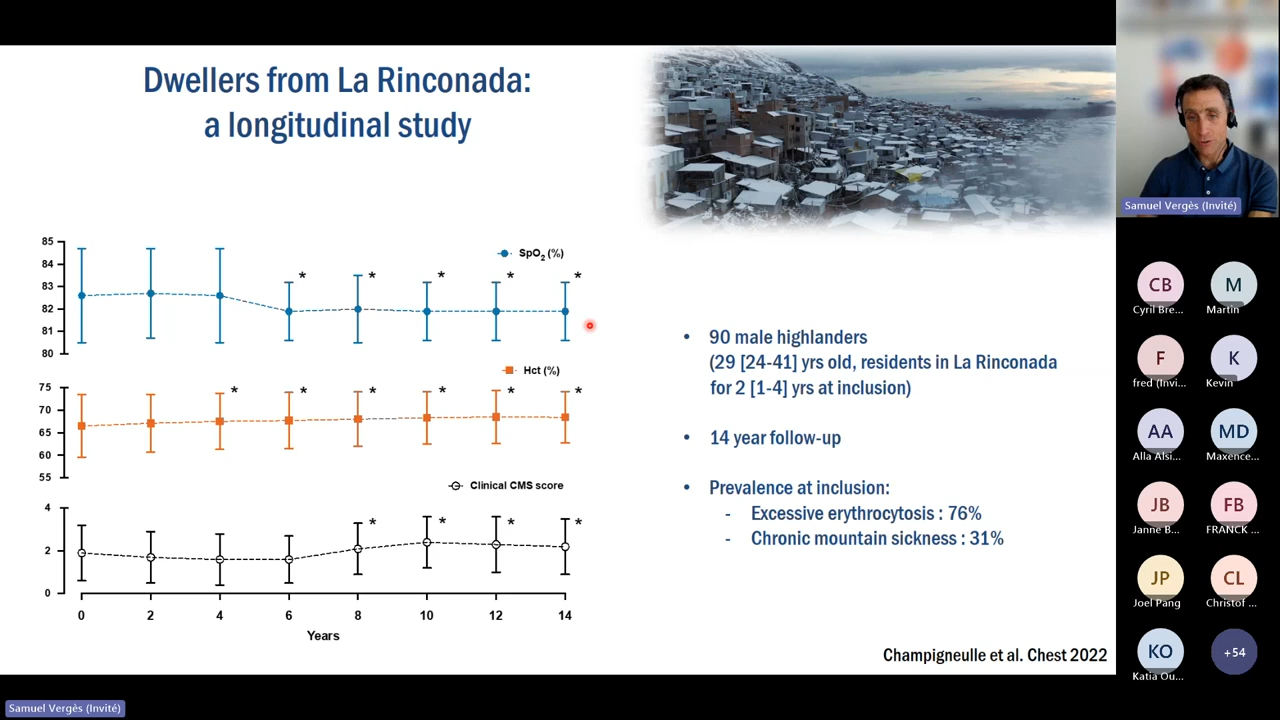 Dwellers from La Rinconada:
a longitudinal study
85
84
83
82
81
80
SpO2 (%)
* * * * *
75
70
65
60
55
Hct (%)
* * * * * *
4
2
0
Clinical CMS score
* * * *
0 2 4 6 8 10 12 14
Years
• 90 male highlanders
(29 [24-41] yrs old, residents in La Rinconada
for 2 [1-4] yrs at inclusion)
• 14 year follow-up
• Prevalence at inclusion:
- Excessive erythrocytosis : 76%
- Chronic mountain sickness : 31%
Champigneulle et al. Chest 2022
Samuel Vergès (Invité)
CB M
Cyril Bre... Martin
F K
fred (Invi... Kevin
AA MD
Alla Alsi... Maxence...
JB FB
Janne B... FRANCK ...
JP CL
Joel Pang Christof ...
KO +54
Katia Ou...
Samuel Vergès (Invité)